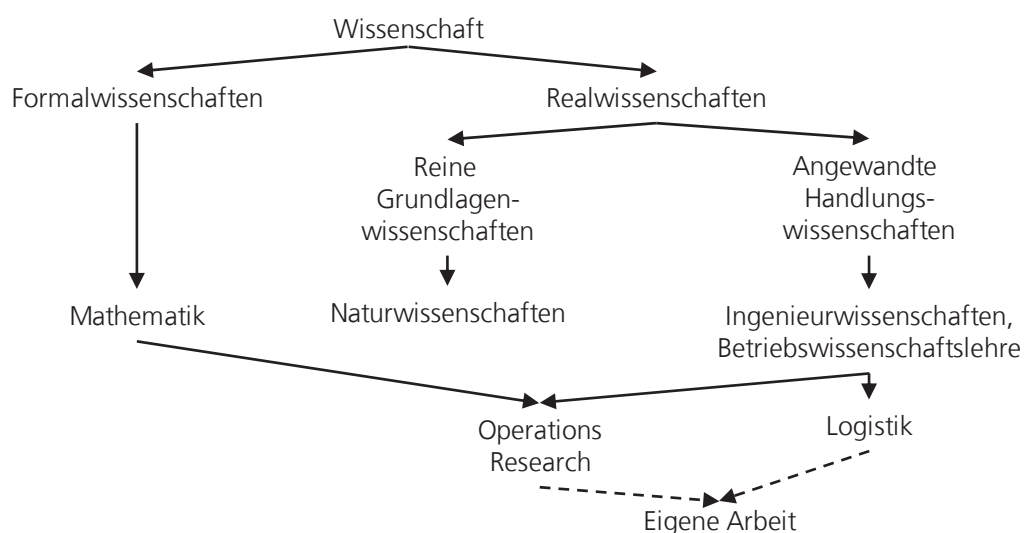 Wissenschaft
Formalwissenschaften
Realwissenschaften
Reine
Grundlagen-
wissenschaften
Angewandte
Handlungs-
wissenschaften
Mathematik
Naturwissenschaften
Ingenieurwissenschaften,
Betriebswissenschaftslehre
Operations
Research
Logistik
Eigene Arbeit